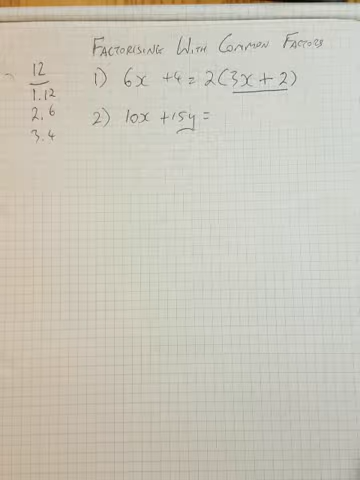 FACTORISING WITH COMMON FACTORS
12
1.12
2.6
3.4
1) 6x +4 = 2(3x + 2)
2) 10x +15y =